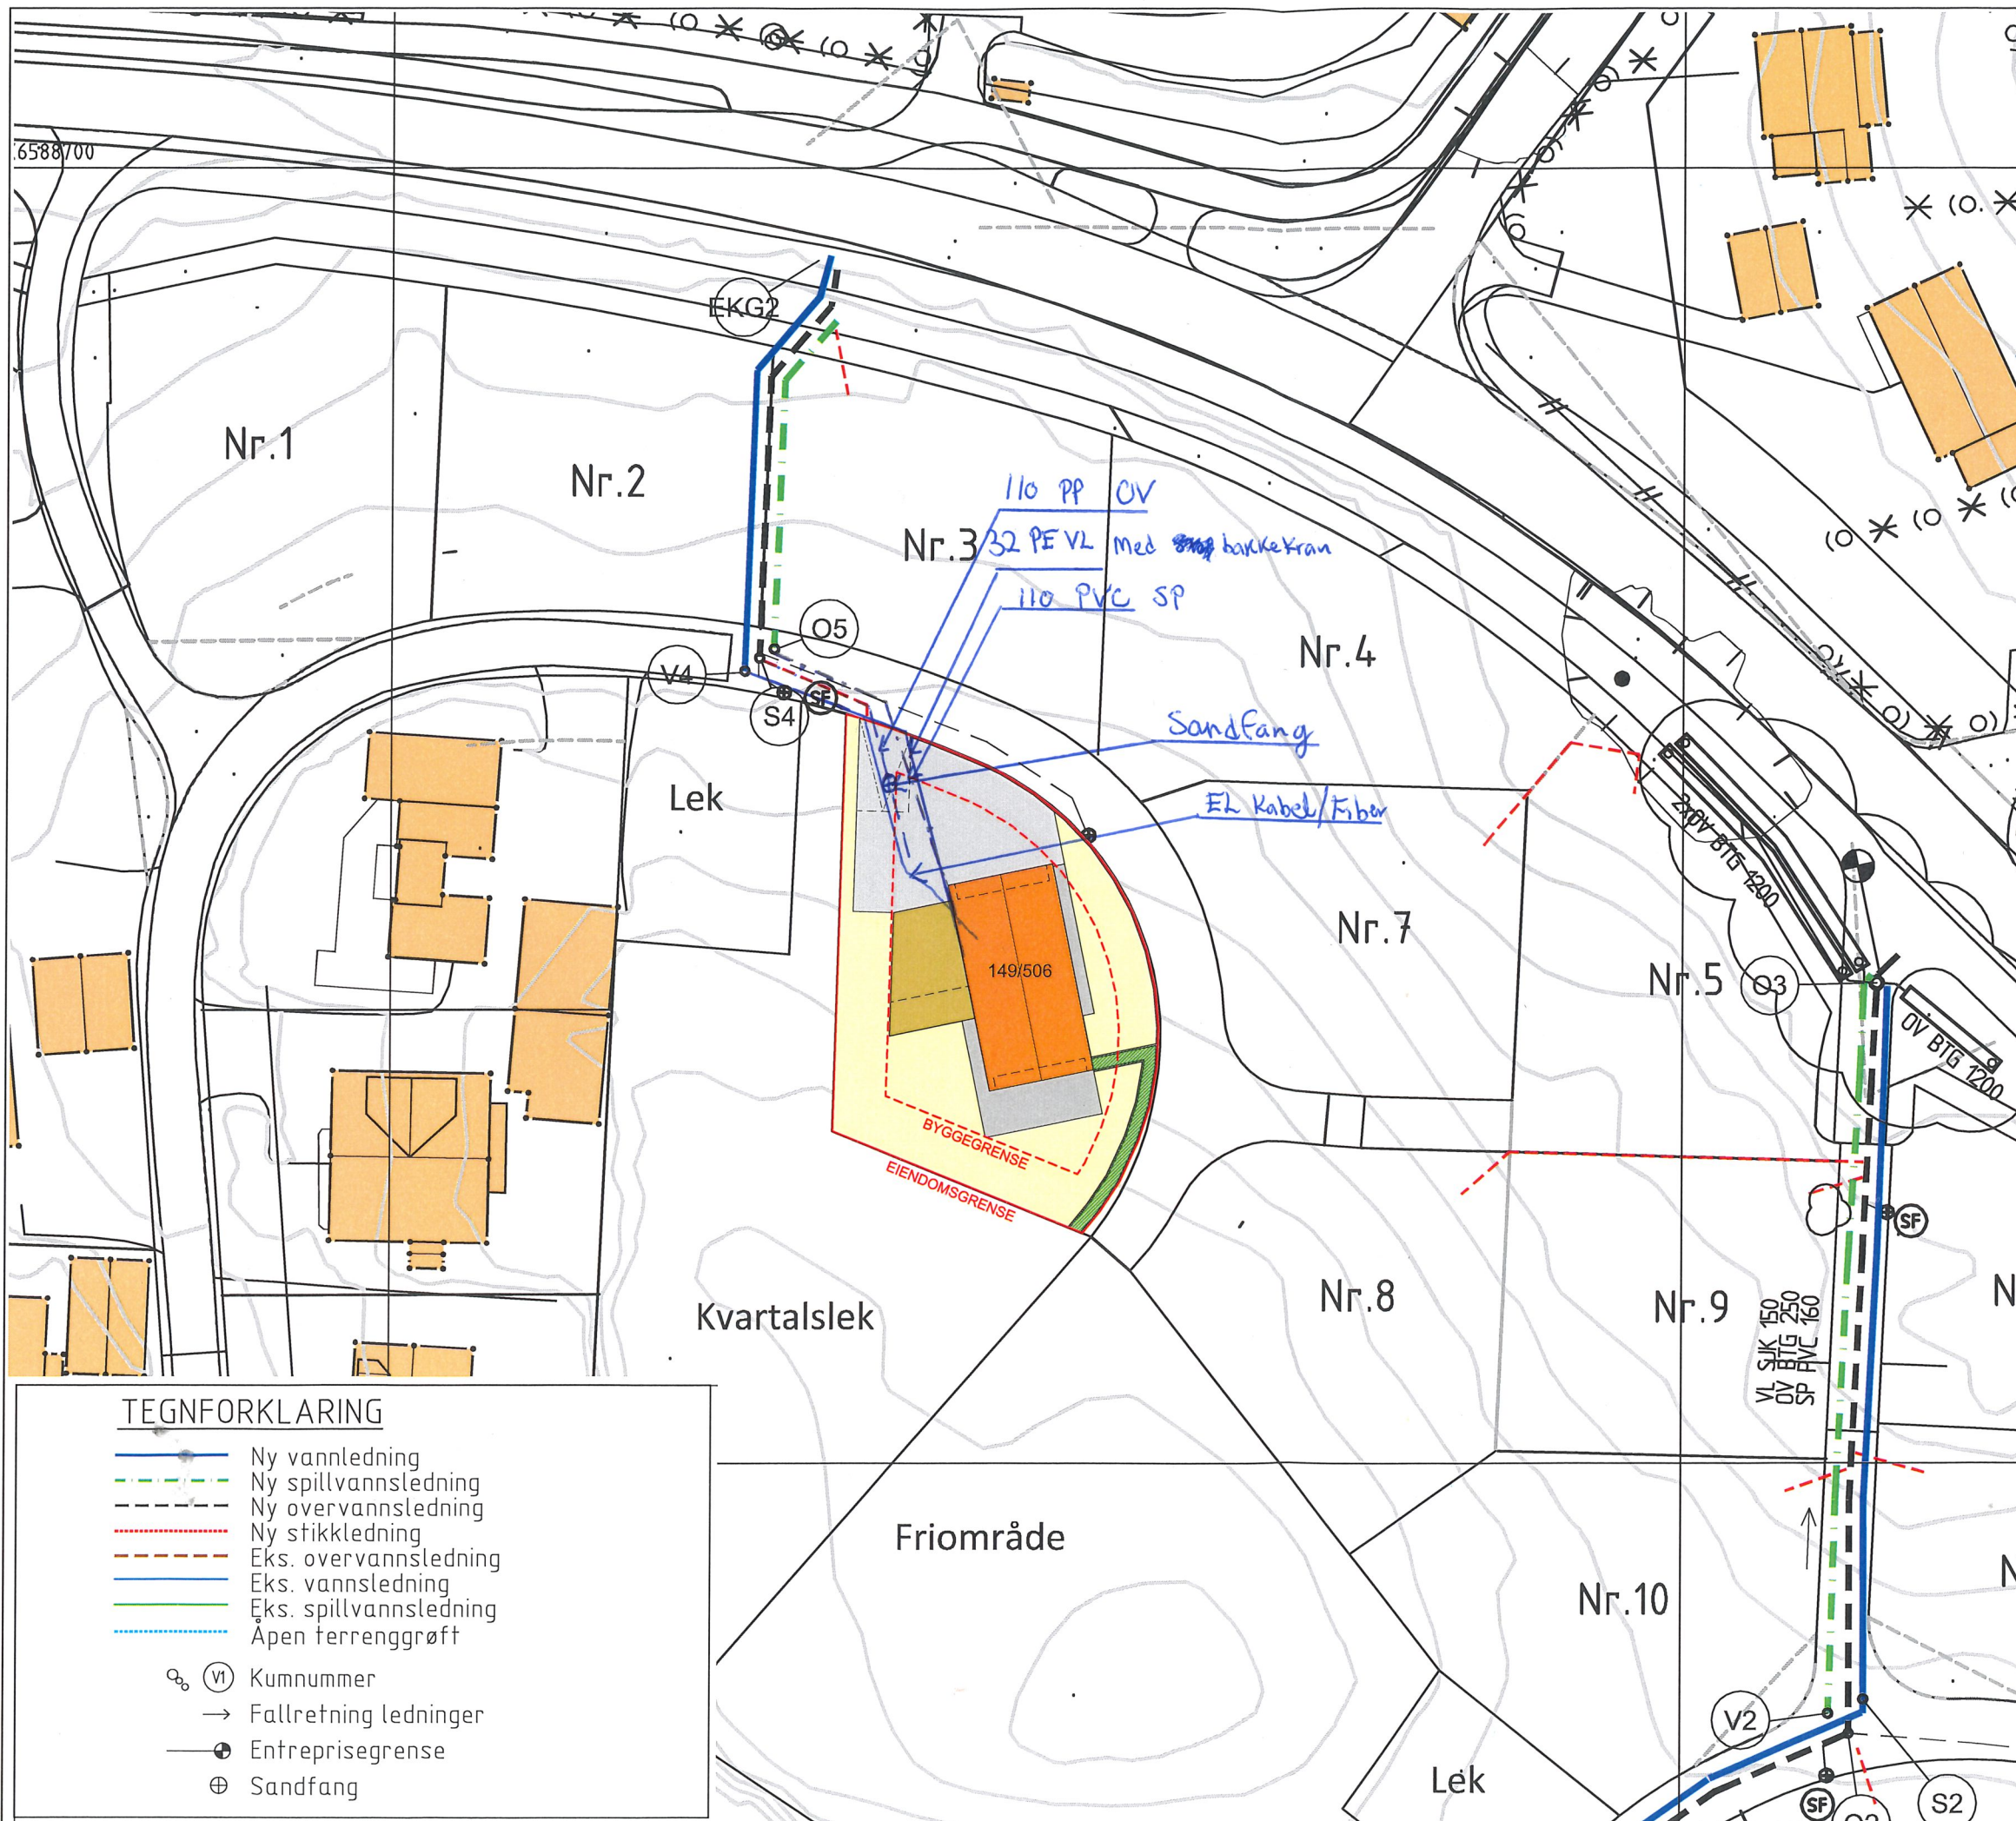 6588700
EKG2
Nr.1
Nr.2
110 PP OV
Nr.3
32 PE VL med bakkekran
110 PVC SP
O5
Nr.4
V4
S4
SF
Sandfang
Lek
EL Kabel/Fiber
2xOV BTG 1200
Nr.7
149/506
Nr.5
O3
OV BTG 1200
BYGGEGRENSE
EIENDOMSGRENSE
SF
Nr.8
Nr.9
Kvartalslek
VL SJK 150
OV BTG 250
SP PVC 160
TEGNFORKLARING
Ny vannledning
Ny spillvannsledning
Ny overvannsledning
Ny stikkledning
Eks. overvannsledning
Eks. vannsledning
Eks. spillvannsledning
Åpen terrenggrøft
V1 Kumnummer
Fallretning ledninger
Entreprisegrense
Sandfang
Friområde
Nr.10
V2
Lek
SF
S2